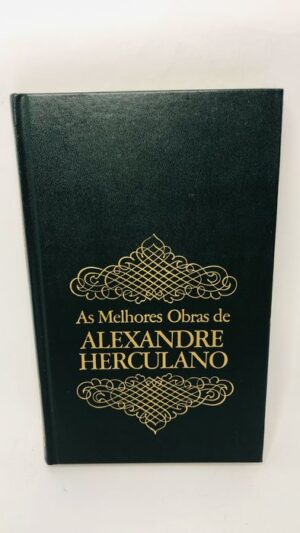 As Melhores Obras de
ALEXANDRE
HERCULANO